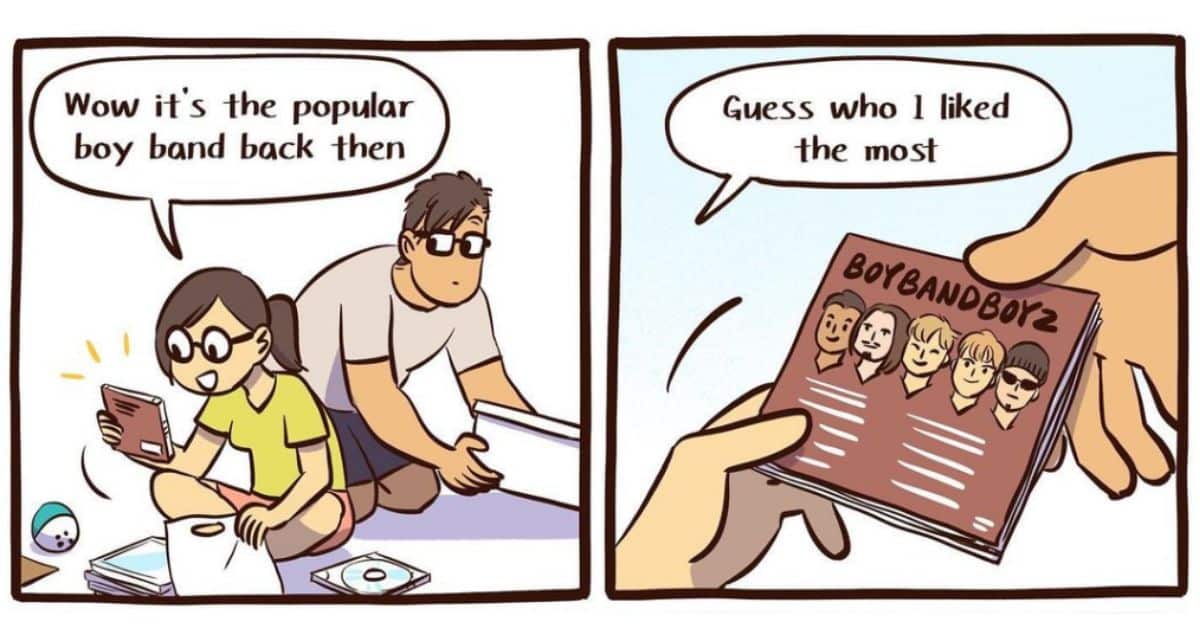 Wow it's the popular
boy band back then
Guess who I liked
the most
BOYBANDBOYZ